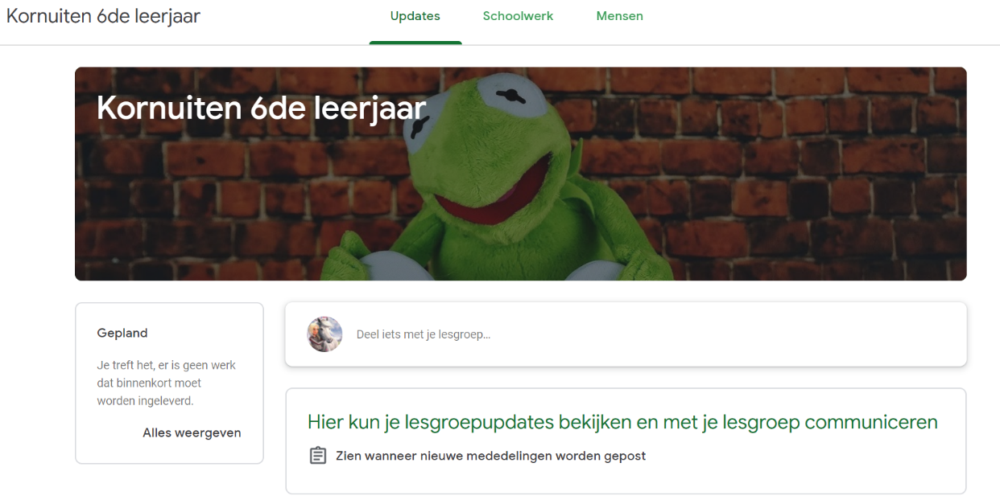 Kornuiten 6de leerjaar
Updates Schoolwerk Mensen
Kornuiten 6de leerjaar
Gepland
Je treft het, er is geen werk
dat binnenkort moet
worden ingeleverd.
Alles weergeven
Deel iets met je lesgroep...
Hier kun je lesgroepupdates bekijken en met je lesgroep communiceren
Zien wanneer nieuwe mededelingen worden gepost